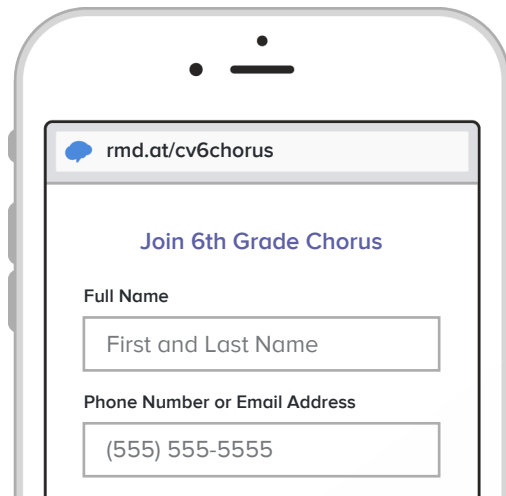 rmd.at/cv6chorus
Join 6th Grade Chorus
Full Name
First and Last Name
Phone Number or Email Address
(555) 555-5555